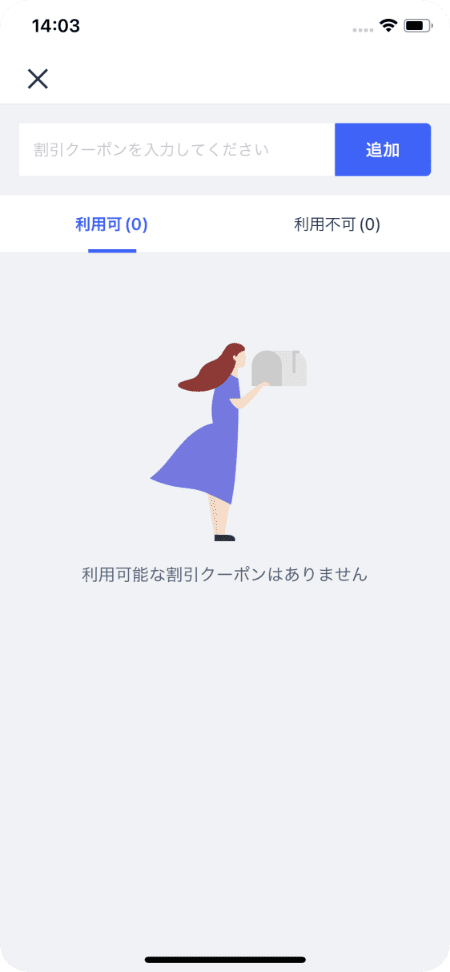 14:03
割引クーポンを入力してください
追加
利用可 (0)
利用不可 (0)
利用可能な割引クーポンはありません